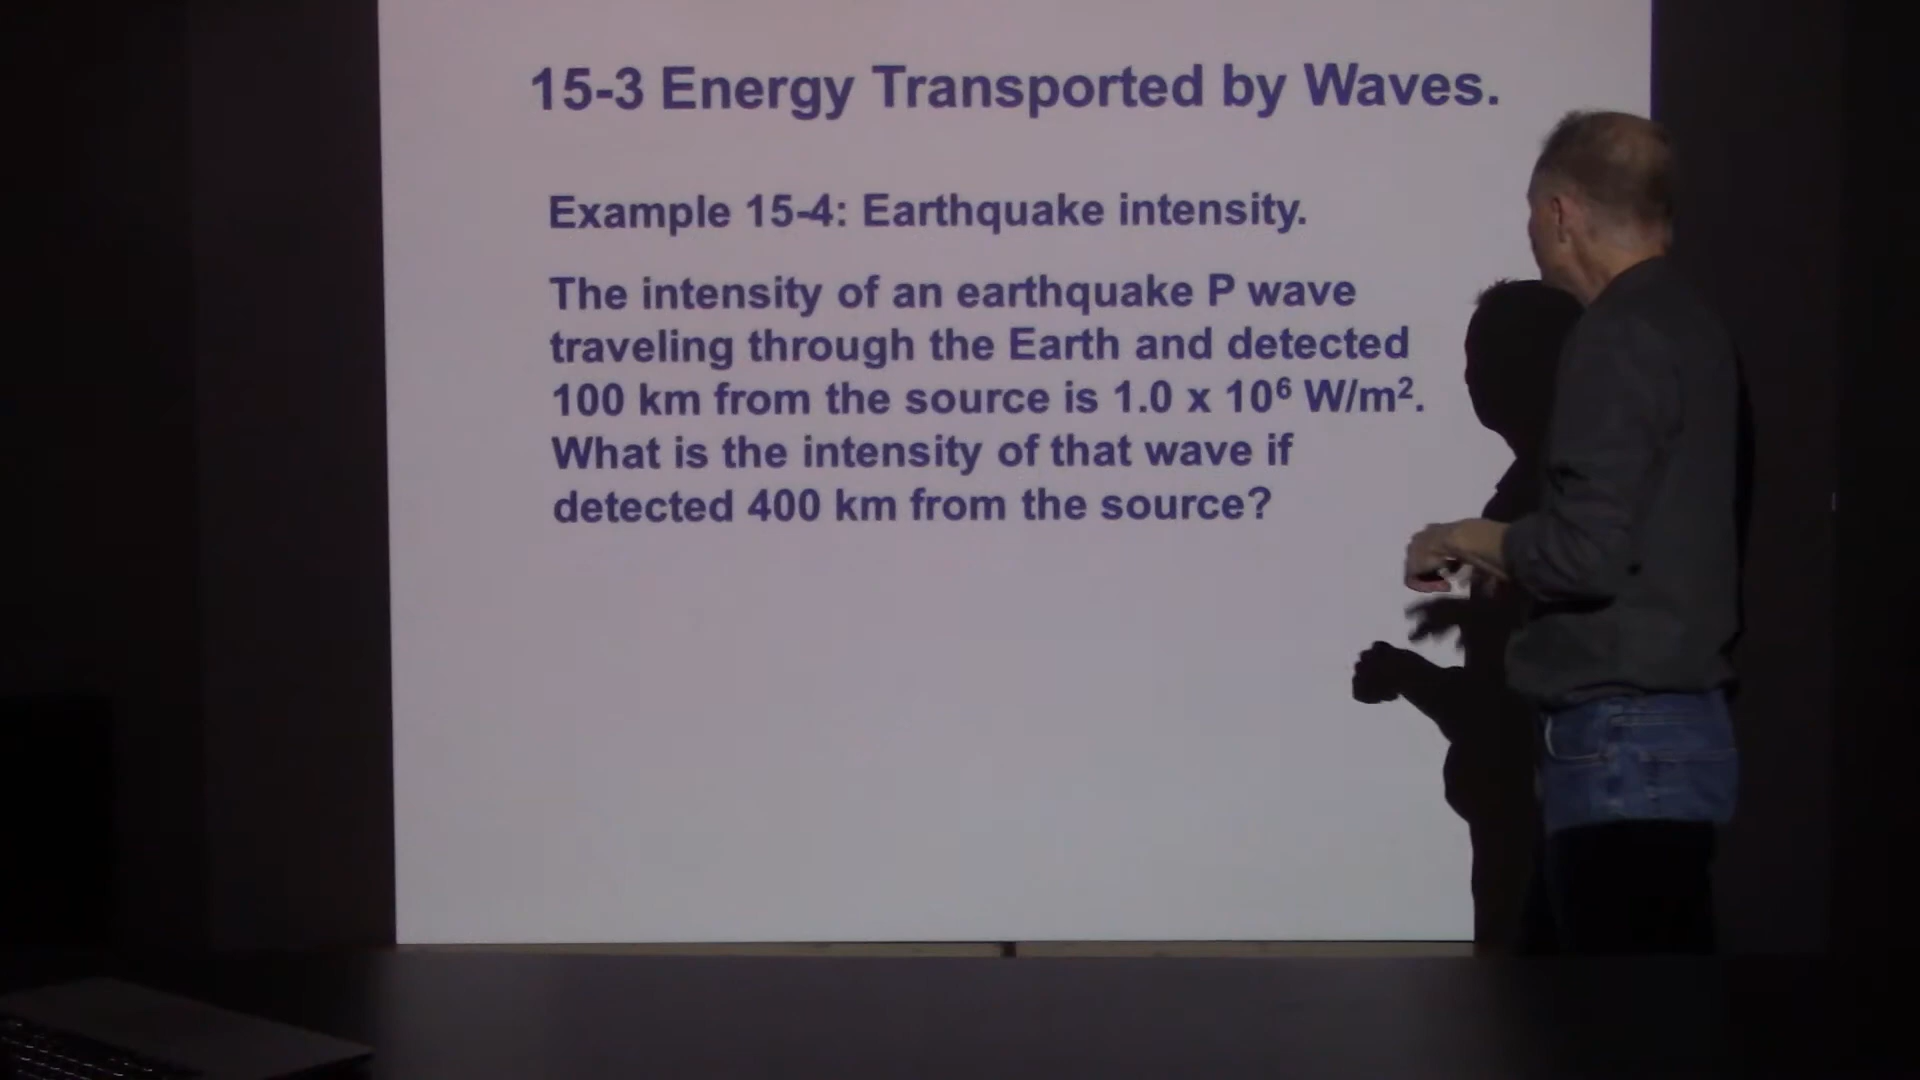 15-3 Energy Transported by Waves.
Example 15-4: Earthquake intensity.
The intensity of an earthquake P wave
traveling through the Earth and detected
100 km from the source is 1.0 x 10⁶ W/m².
What is the intensity of that wave if
detected 400 km from the source?